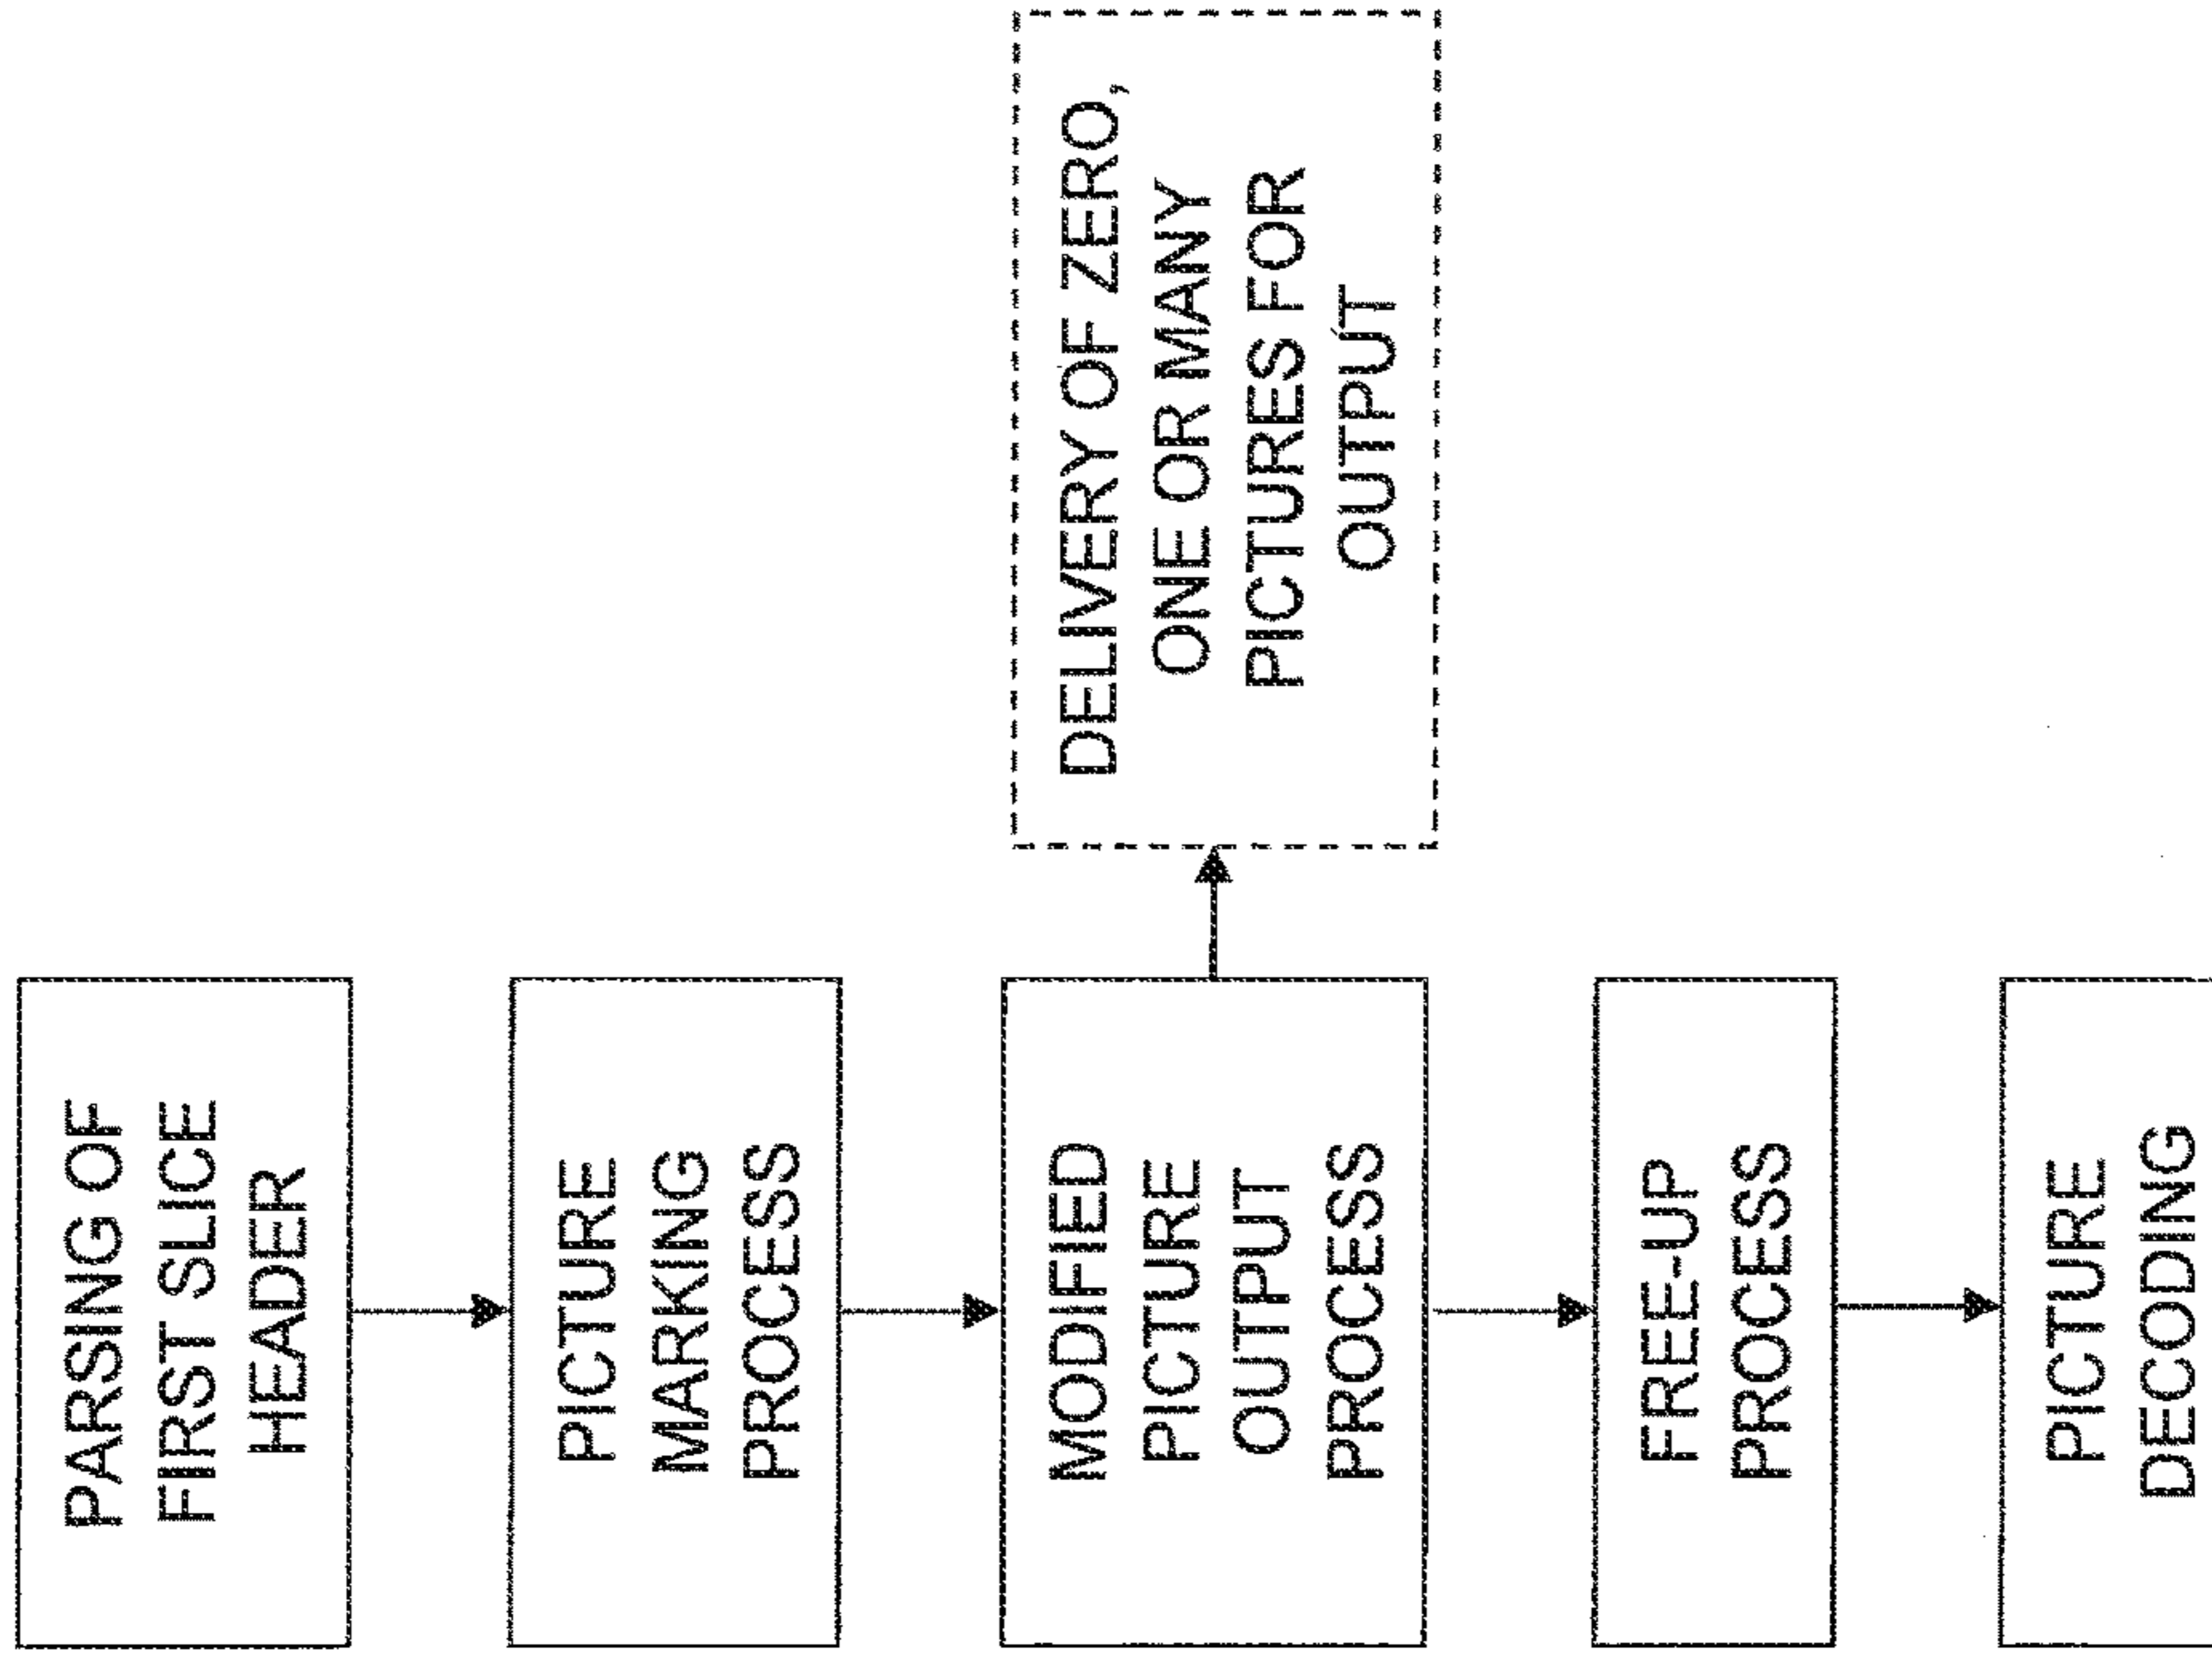 PARSING OF
FIRST SLICE
HEADER
PICTURE
MARKING
PROCESS
MODIFIED
PICTURE
OUTPUT
PROCESS
DELIVERY OF ZERO,
ONE OR MANY
PICTURES FOR
OUTPUT
FREE-UP
PROCESS
PICTURE
DECODING